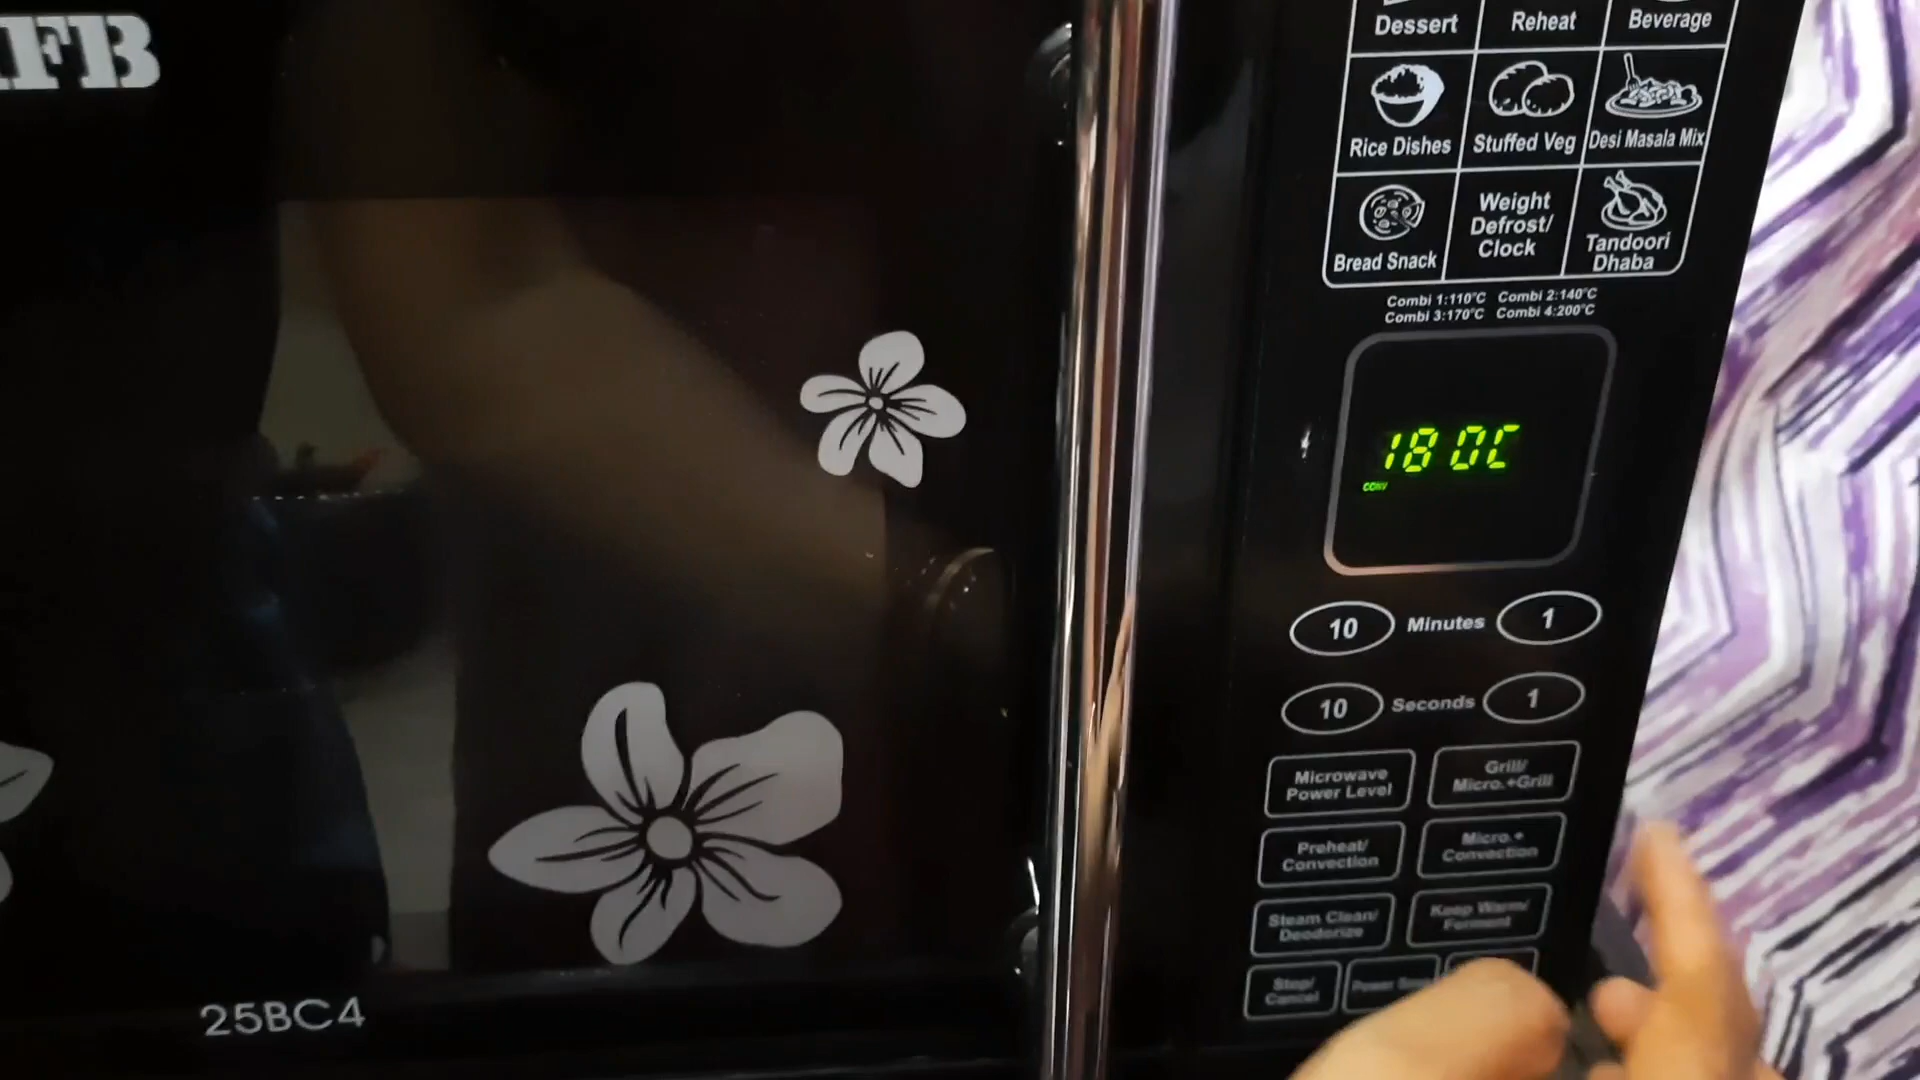 IFB
Dessert
Reheat
Beverage
Rice Dishes
Stuffed Veg
Desi Masala Mix
Bread Snack
Weight
Defrost/
Clock
Tandoori
Dhaba
Combi 1:110°C Combi 2:140°C
Combi 3:170°C Combi 4:200°C
180C
CONV
10 Minutes 1
10 Seconds 1
Microwave
Power Level
Grill/
Micro.+Grill
Preheat/
Convection
Micro.+
Convection
Steam Clean/
Deodorize
Keep Warm/
Ferment
Stop/
Cancel
Power
25BC4